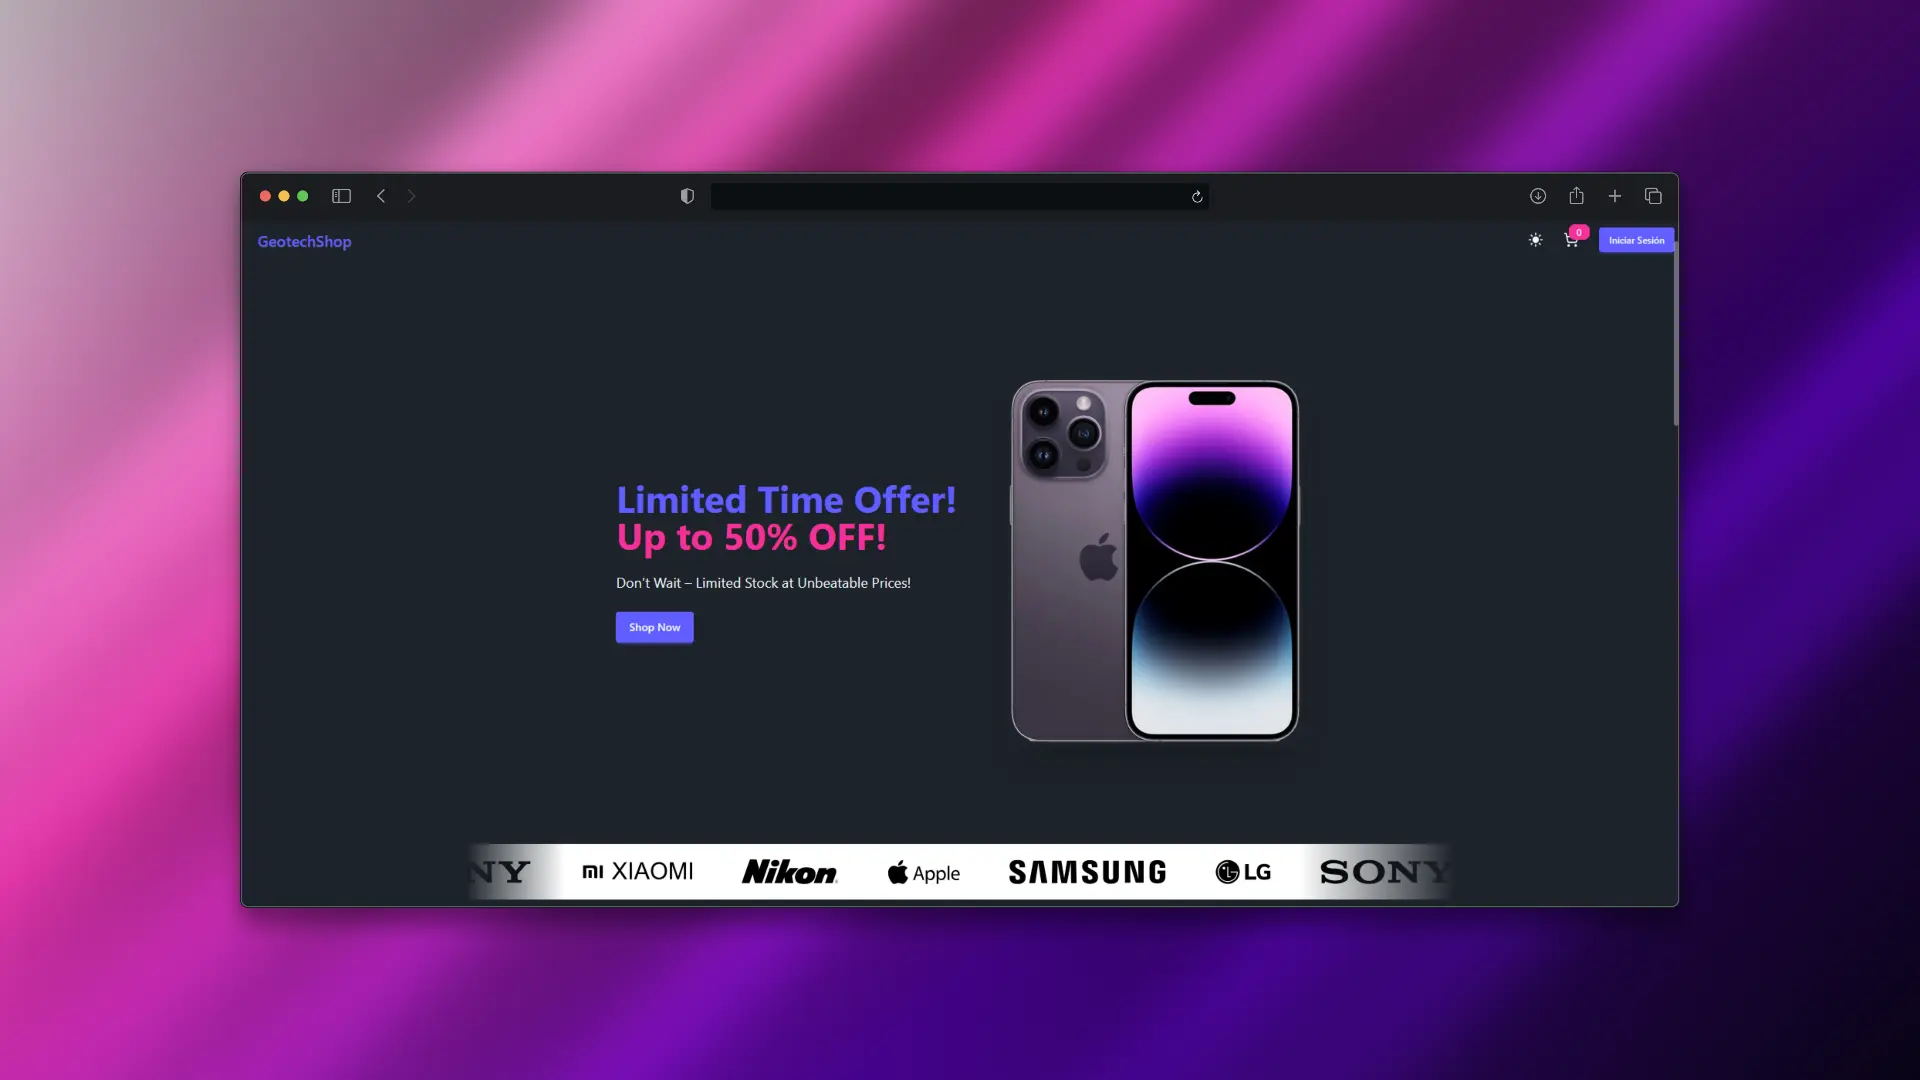 GeotechShop
0
Iniciar Sesión
Limited Time Offer!
Up to 50% OFF!
Don't Wait – Limited Stock at Unbeatable Prices!
Shop Now
NY mi XIAOMI Nikon Apple SAMSUNG LG LG SONY